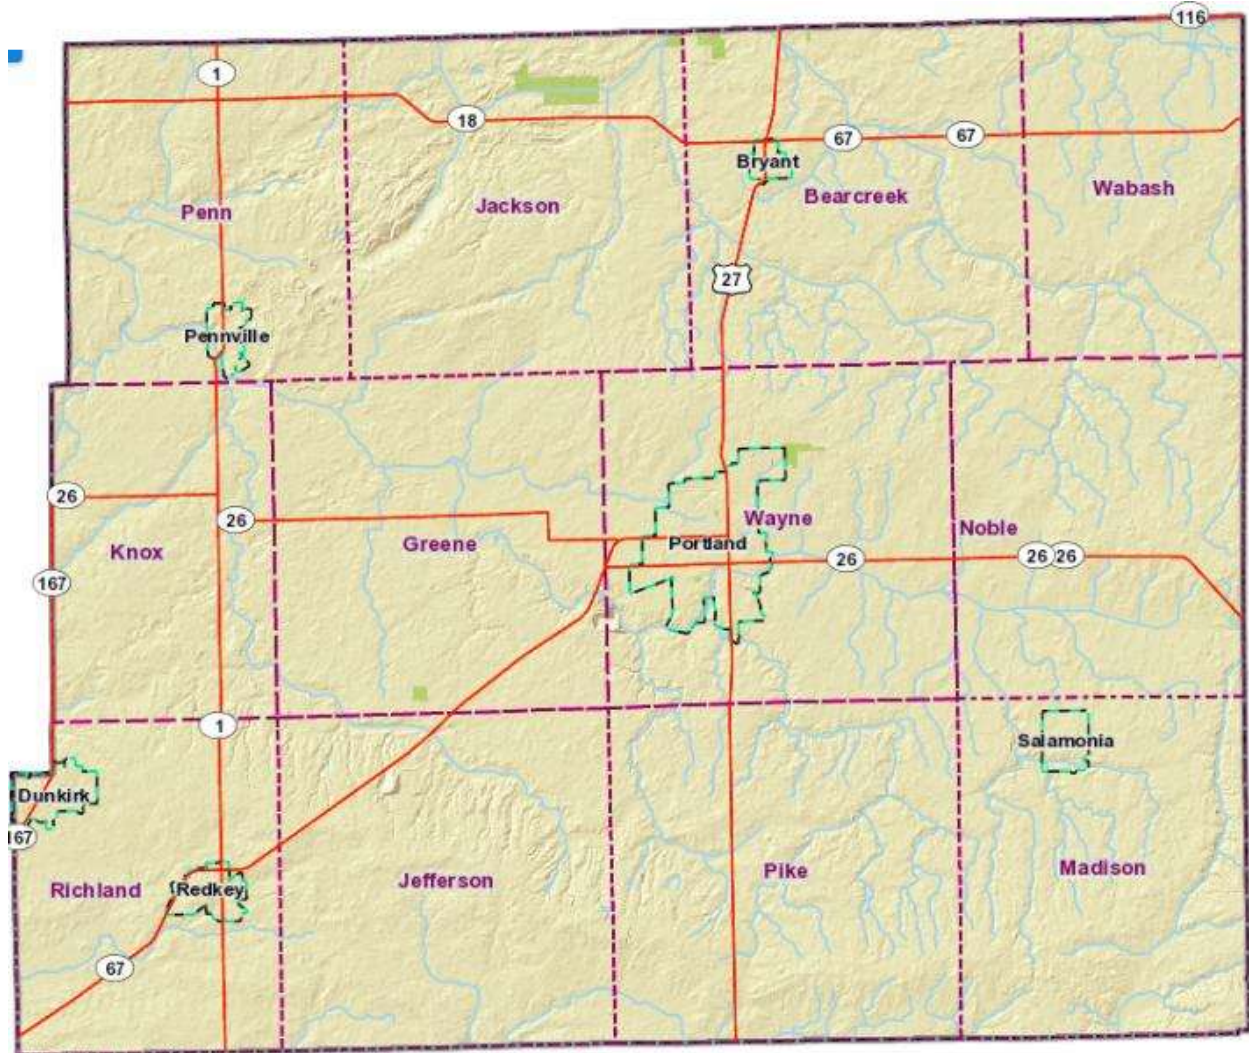 116
1
18
67
67
Bryant
Wabash
Bearcreek
Penn
Jackson
27
Pennville
26
26
Wayne
Noble
Portland
Greene
Knox
26
26
26
167
1
Salamonia
Dunkirk
167
Pike
Madison
Jefferson
Richland
Redkey
67